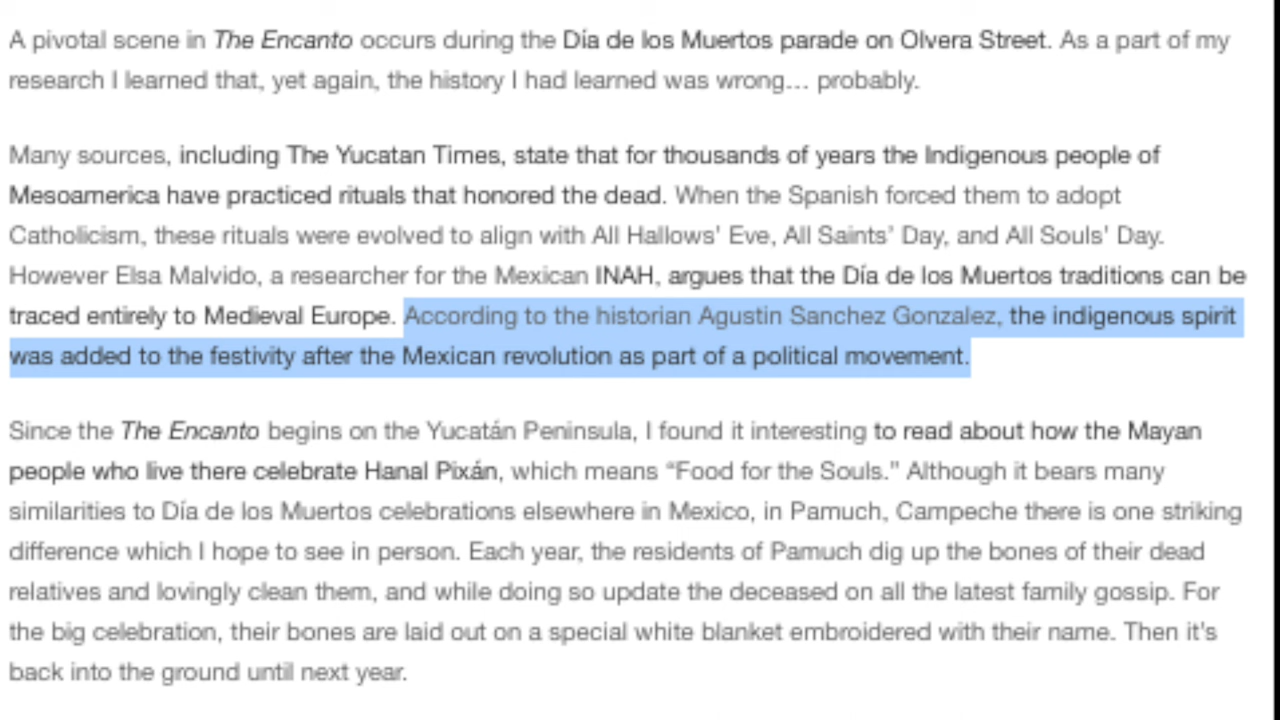 A pivotal scene in The Encanto occurs during the Día de los Muertos parade on Olvera Street. As a part of my
research I learned that, yet again, the history I had learned was wrong... probably.
Many sources, including The Yucatan Times, state that for thousands of years the Indigenous people of
Mesoamerica have practiced rituals that honored the dead. When the Spanish forced them to adopt
Catholicism, these rituals were evolved to align with All Hallows' Eve, All Saints' Day, and All Souls' Day.
However Elsa Malvido, a researcher for the Mexican INAH, argues that the Día de los Muertos traditions can be
traced entirely to Medieval Europe. According to the historian Agustin Sanchez Gonzalez, the indigenous spirit
was added to the festivity after the Mexican revolution as part of a political movement.
Since the The Encanto begins on the Yucatán Peninsula, I found it interesting to read about how the Mayan
people who live there celebrate Hanal Pixán, which means “Food for the Souls.” Although it bears many
similarities to Día de los Muertos celebrations elsewhere in Mexico, in Pamuch, Campeche there is one striking
difference which I hope to see in person. Each year, the residents of Pamuch dig up the bones of their dead
relatives and lovingly clean them, and while doing so update the deceased on all the latest family gossip. For
the big celebration, their bones are laid out on a special white blanket embroidered with their name. Then it's
back into the ground until next year.